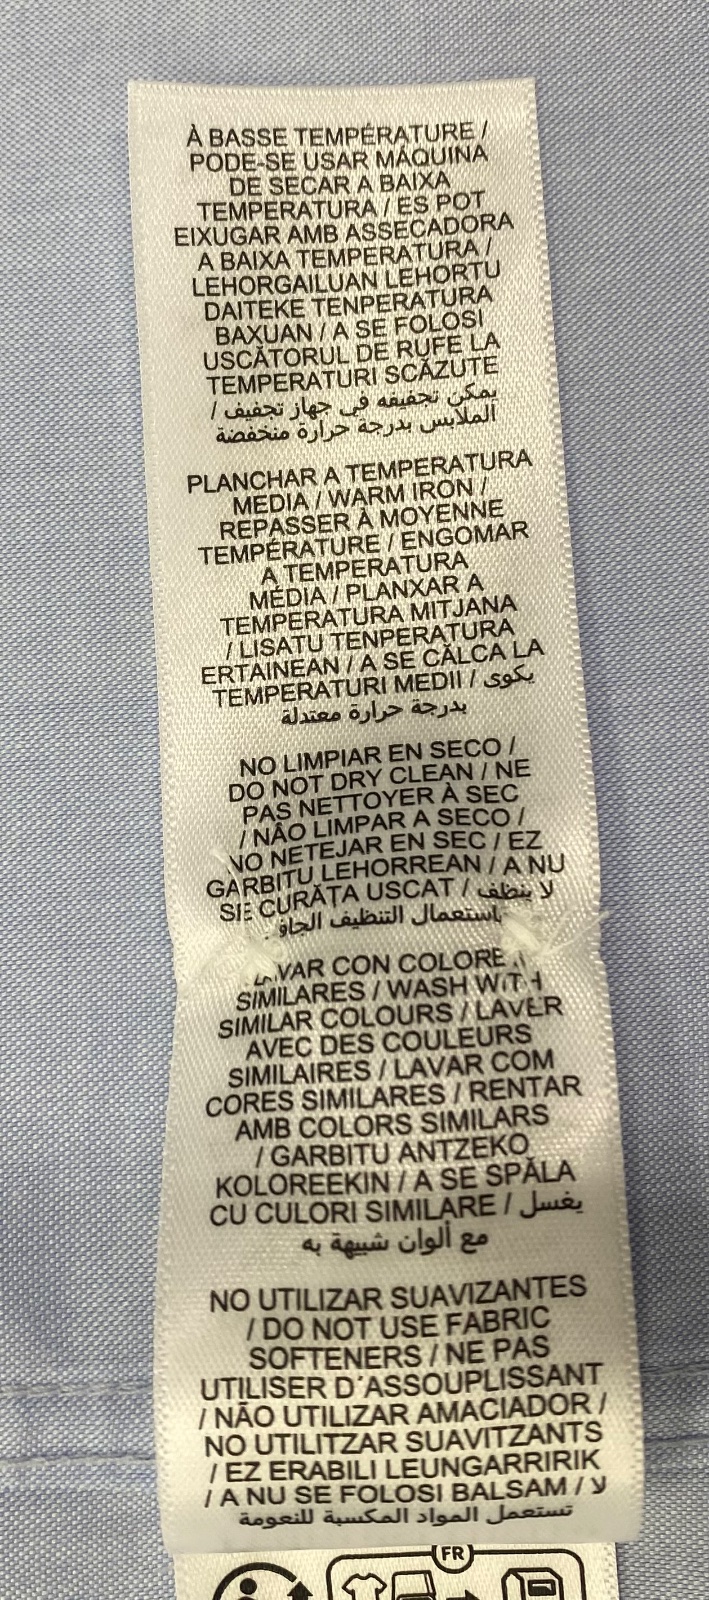 À BASSE TEMPÉRATURE /
PODE-SE USAR MÁQUINA
DE SECAR A BAIXA
TEMPERATURA / ES POT
EIXUGAR AMB ASSECADORA
A BAIXA TEMPERATURA /
LEHORGAILUAN LEHORTU
DAITEKE TENPERATURA
BAXUAN / A SE FOLOSI
USCĂTORUL DE RUFE LA
TEMPERATURI SCĂZUTE
/ يمكن تجفيفه في جهاز تجفيف
الملابس بدرجة حرارة منخفضة
PLANCHAR A TEMPERATURA
MEDIA / WARM IRON /
REPASSER À MOYENNE
TEMPÉRATURE / ENGOMAR
A TEMPERATURA
MÉDIA / PLANXAR A
TEMPERATURA MITJANA
/ LISATU TENPERATURA
ERTAINEAN / A SE CĂLCA LA
TEMPERATURI MEDII / يكوى
بدرجة حرارة معتدلة
NO LIMPIAR EN SECO /
DO NOT DRY CLEAN / NE
PAS NETTOYER À SEC
/ NÃO LIMPAR A SECO /
NO NETEJAR EN SEC / EZ
GARBITU LEHORREAN / A NU
SE CURĂTA USCAT / لا ينظف
باستعمال التنظيف الجاف
LAVAR CON COLORES
SIMILARES / WASH WITH
SIMILAR COLOURS / LAVER
AVEC DES COULEURS
SIMILAIRES / LAVAR COM
CORES SIMILARES / RENTAR
AMB COLORS SIMILARS
/ GARBITU ANTZEKO
KOLOREEKIN / A SE SPĂLA
CU CULORI SIMILARE / يغسل
مع ألوان شبيهة به
NO UTILIZAR SUAVIZANTES
/ DO NOT USE FABRIC
SOFTENERS / NE PAS
UTILISER D´ASSOUPLISSANT
/ NÃO UTILIZAR AMACIADOR /
NO UTILITZAR SUAVITZANTS
/ EZ ERABILI LEUNGARRIRIK
/ A NU SE FOLOSI BALSAM / لا
تستعمل المواد المكسبة للنعومة
FR